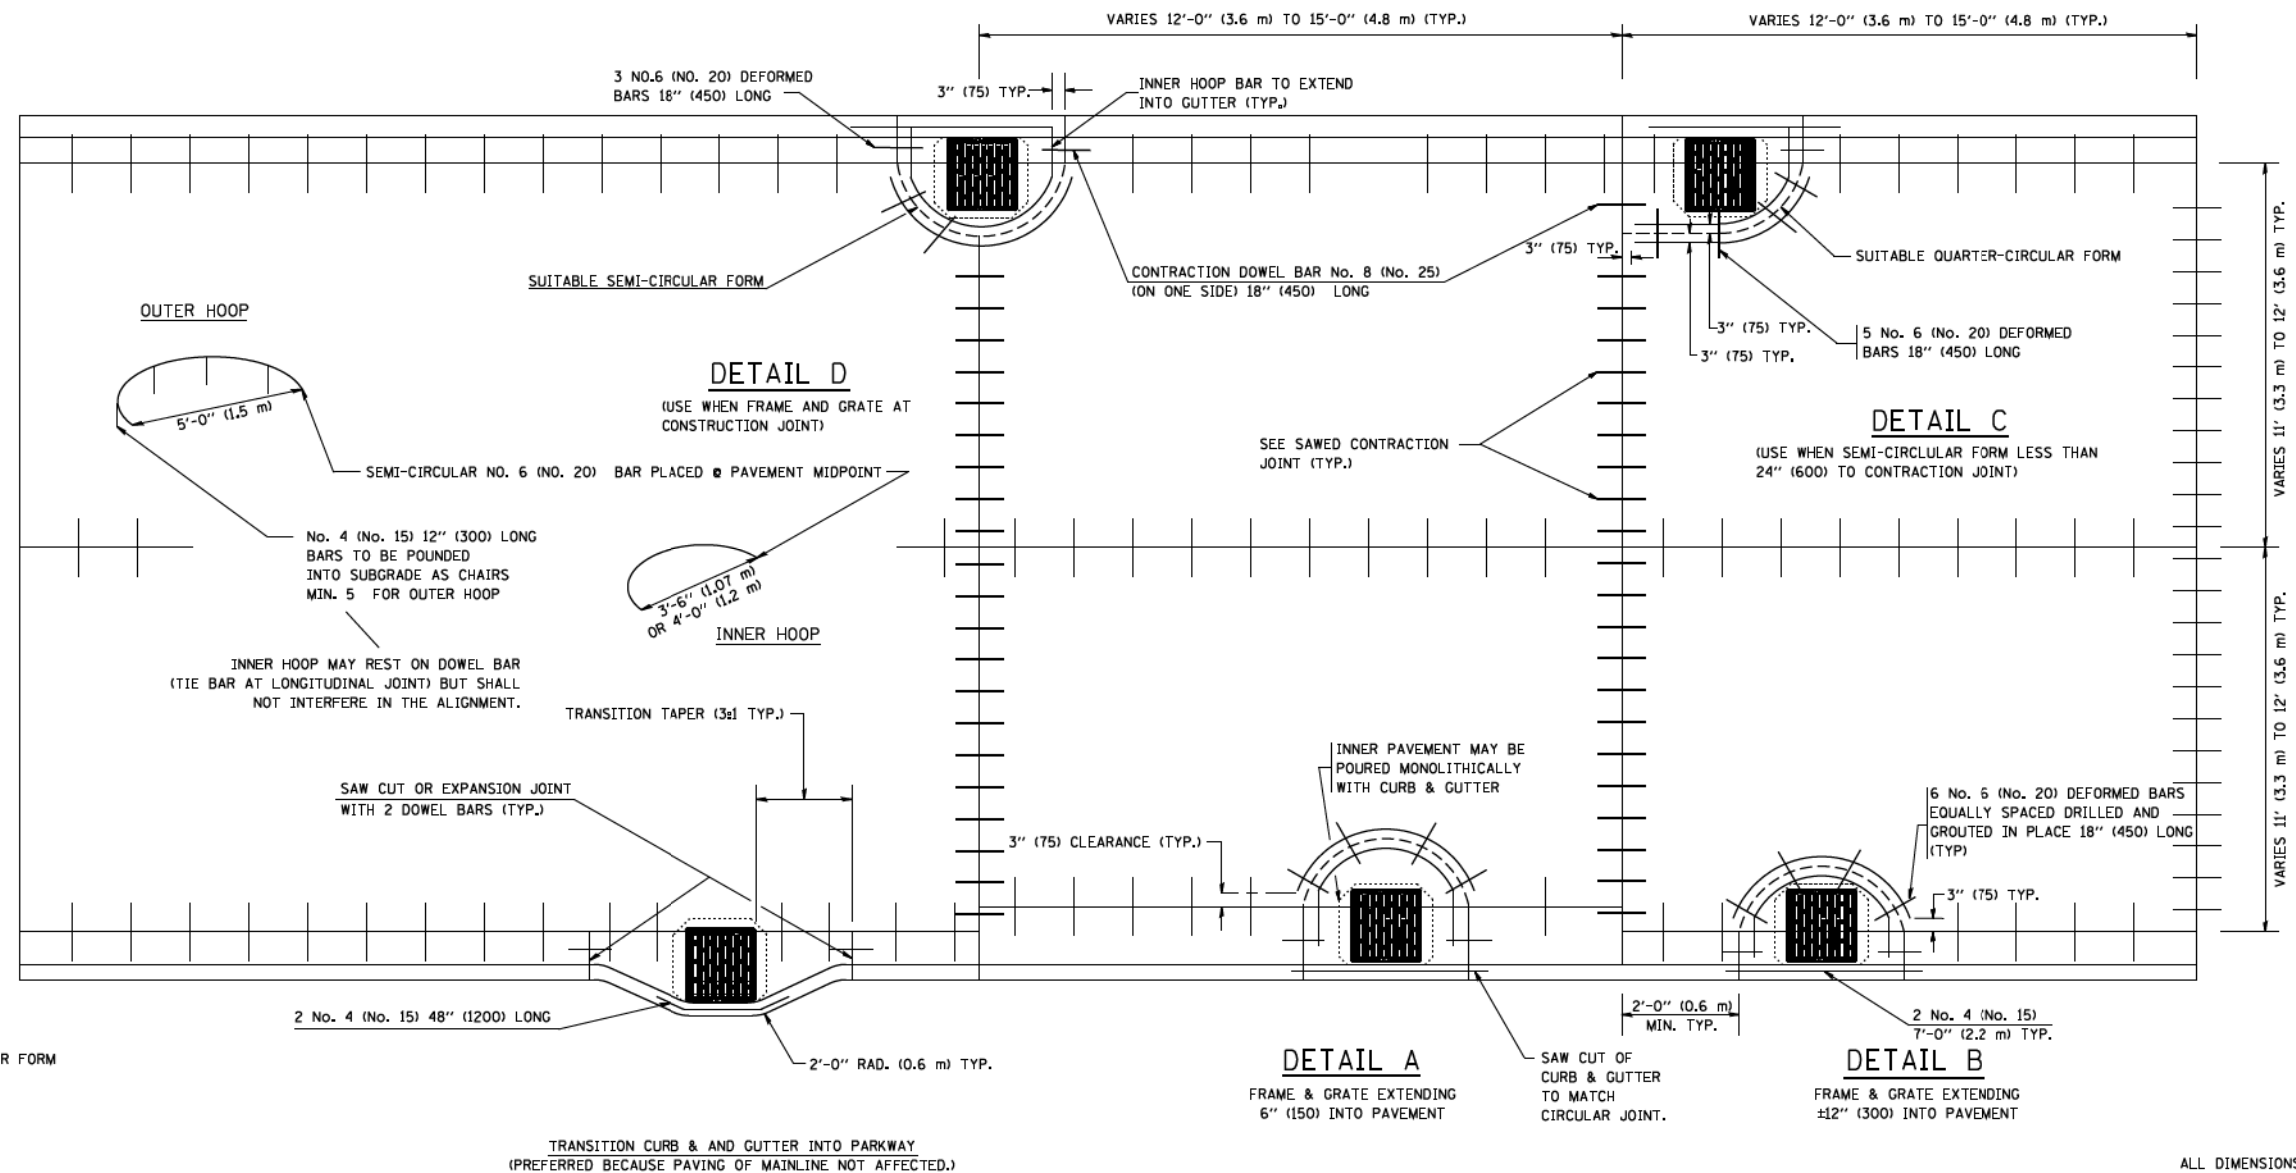 VARIES 12'-0" (3.6 m) TO 15'-0" (4.8 m) (TYP.)
VARIES 12'-0" (3.6 m) TO 15'-0" (4.8 m) (TYP.)
3 NO.6 (NO. 20) DEFORMED
BARS 18" (450) LONG
3" (75) TYP.
INNER HOOP BAR TO EXTEND
INTO GUTTER (TYP.)
SUITABLE SEMI-CIRCULAR FORM
CONTRACTION DOWEL BAR No. 8 (No. 25)
(ON ONE SIDE) 18" (450) LONG
3" (75) TYP.
SUITABLE QUARTER-CIRCULAR FORM
3" (75) TYP.
3" (75) TYP.
5 No. 6 (No. 20) DEFORMED
BARS 18" (450) LONG
VARIES 11' (3.3 m) TO 12' (3.6 m) TYP.
OUTER HOOP
5'-0" (1.5 m)
DETAIL D
(USE WHEN FRAME AND GRATE AT
CONSTRUCTION JOINT)
SEMI-CIRCULAR NO. 6 (NO. 20) BAR PLACED @ PAVEMENT MIDPOINT
SEE SAWED CONTRACTION
JOINT (TYP.)
DETAIL C
(USE WHEN SEMI-CIRCLULAR FORM LESS THAN
24" (600) TO CONTRACTION JOINT)
No. 4 (No. 15) 12" (300) LONG
BARS TO BE POUNDED
INTO SUBGRADE AS CHAIRS
MIN. 5 FOR OUTER HOOP
3'-6" (1.07 m)
OR 4'-0" (1.2 m)
INNER HOOP
INNER HOOP MAY REST ON DOWEL BAR
(TIE BAR AT LONGITUDINAL JOINT) BUT SHALL
NOT INTERFERE IN THE ALIGNMENT.
VARIES 11' (3.3 m) TO 12' (3.6 m) TYP.
TRANSITION TAPER (3:1 TYP.)
SAW CUT OR EXPANSION JOINT
WITH 2 DOWEL BARS (TYP.)
INNER PAVEMENT MAY BE
POURED MONOLITHICALLY
WITH CURB & GUTTER
3" (75) CLEARANCE (TYP.)
6 No. 6 (No. 20) DEFORMED BARS
EQUALLY SPACED DRILLED AND
GROUTED IN PLACE 18" (450) LONG
(TYP)
3" (75) TYP.
2 No. 4 (No. 15) 48" (1200) LONG
2'-0" RAD. (0.6 m) TYP.
2'-0" (0.6 m)
MIN. TYP.
2 No. 4 (No. 15)
7'-0" (2.2 m) TYP.
R FORM
DETAIL A
FRAME & GRATE EXTENDING
6" (150) INTO PAVEMENT
SAW CUT OF
CURB & GUTTER
TO MATCH
CIRCULAR JOINT.
DETAIL B
FRAME & GRATE EXTENDING
±12" (300) INTO PAVEMENT
TRANSITION CURB & AND GUTTER INTO PARKWAY
(PREFERRED BECAUSE PAVING OF MAINLINE NOT AFFECTED.)
ALL DIMENSIONS